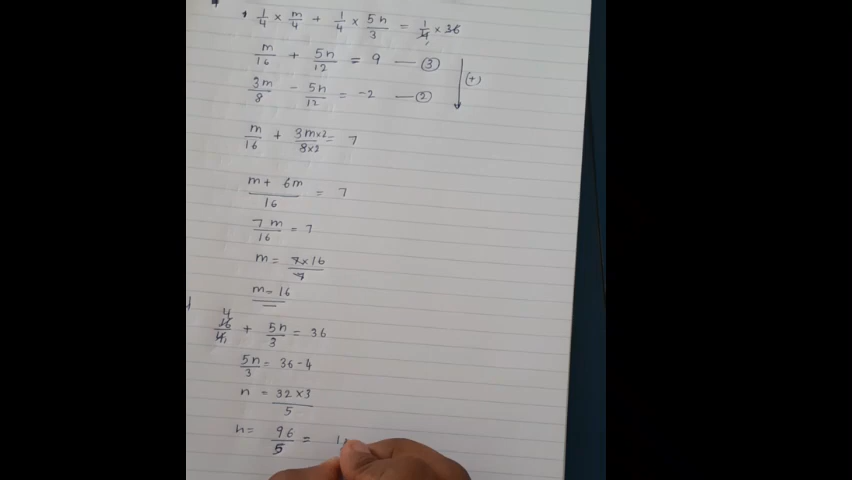 1/4 × m/4 + 1/4 × 5n/3 = 1/4 × 36
m/16 + 5n/12 = 9 — ③
(+)
3m/8 - 5n/12 = -2 — ②
m/16 + 3m×2/8×2 = 7
m + 6m/16 = 7
7m/16 = 7
m = 7×16/7
m = 16
4
16/4 1 + 5n/3 = 36
5n/3 = 36 - 4
n = 32×3/5
n = 96/5 =